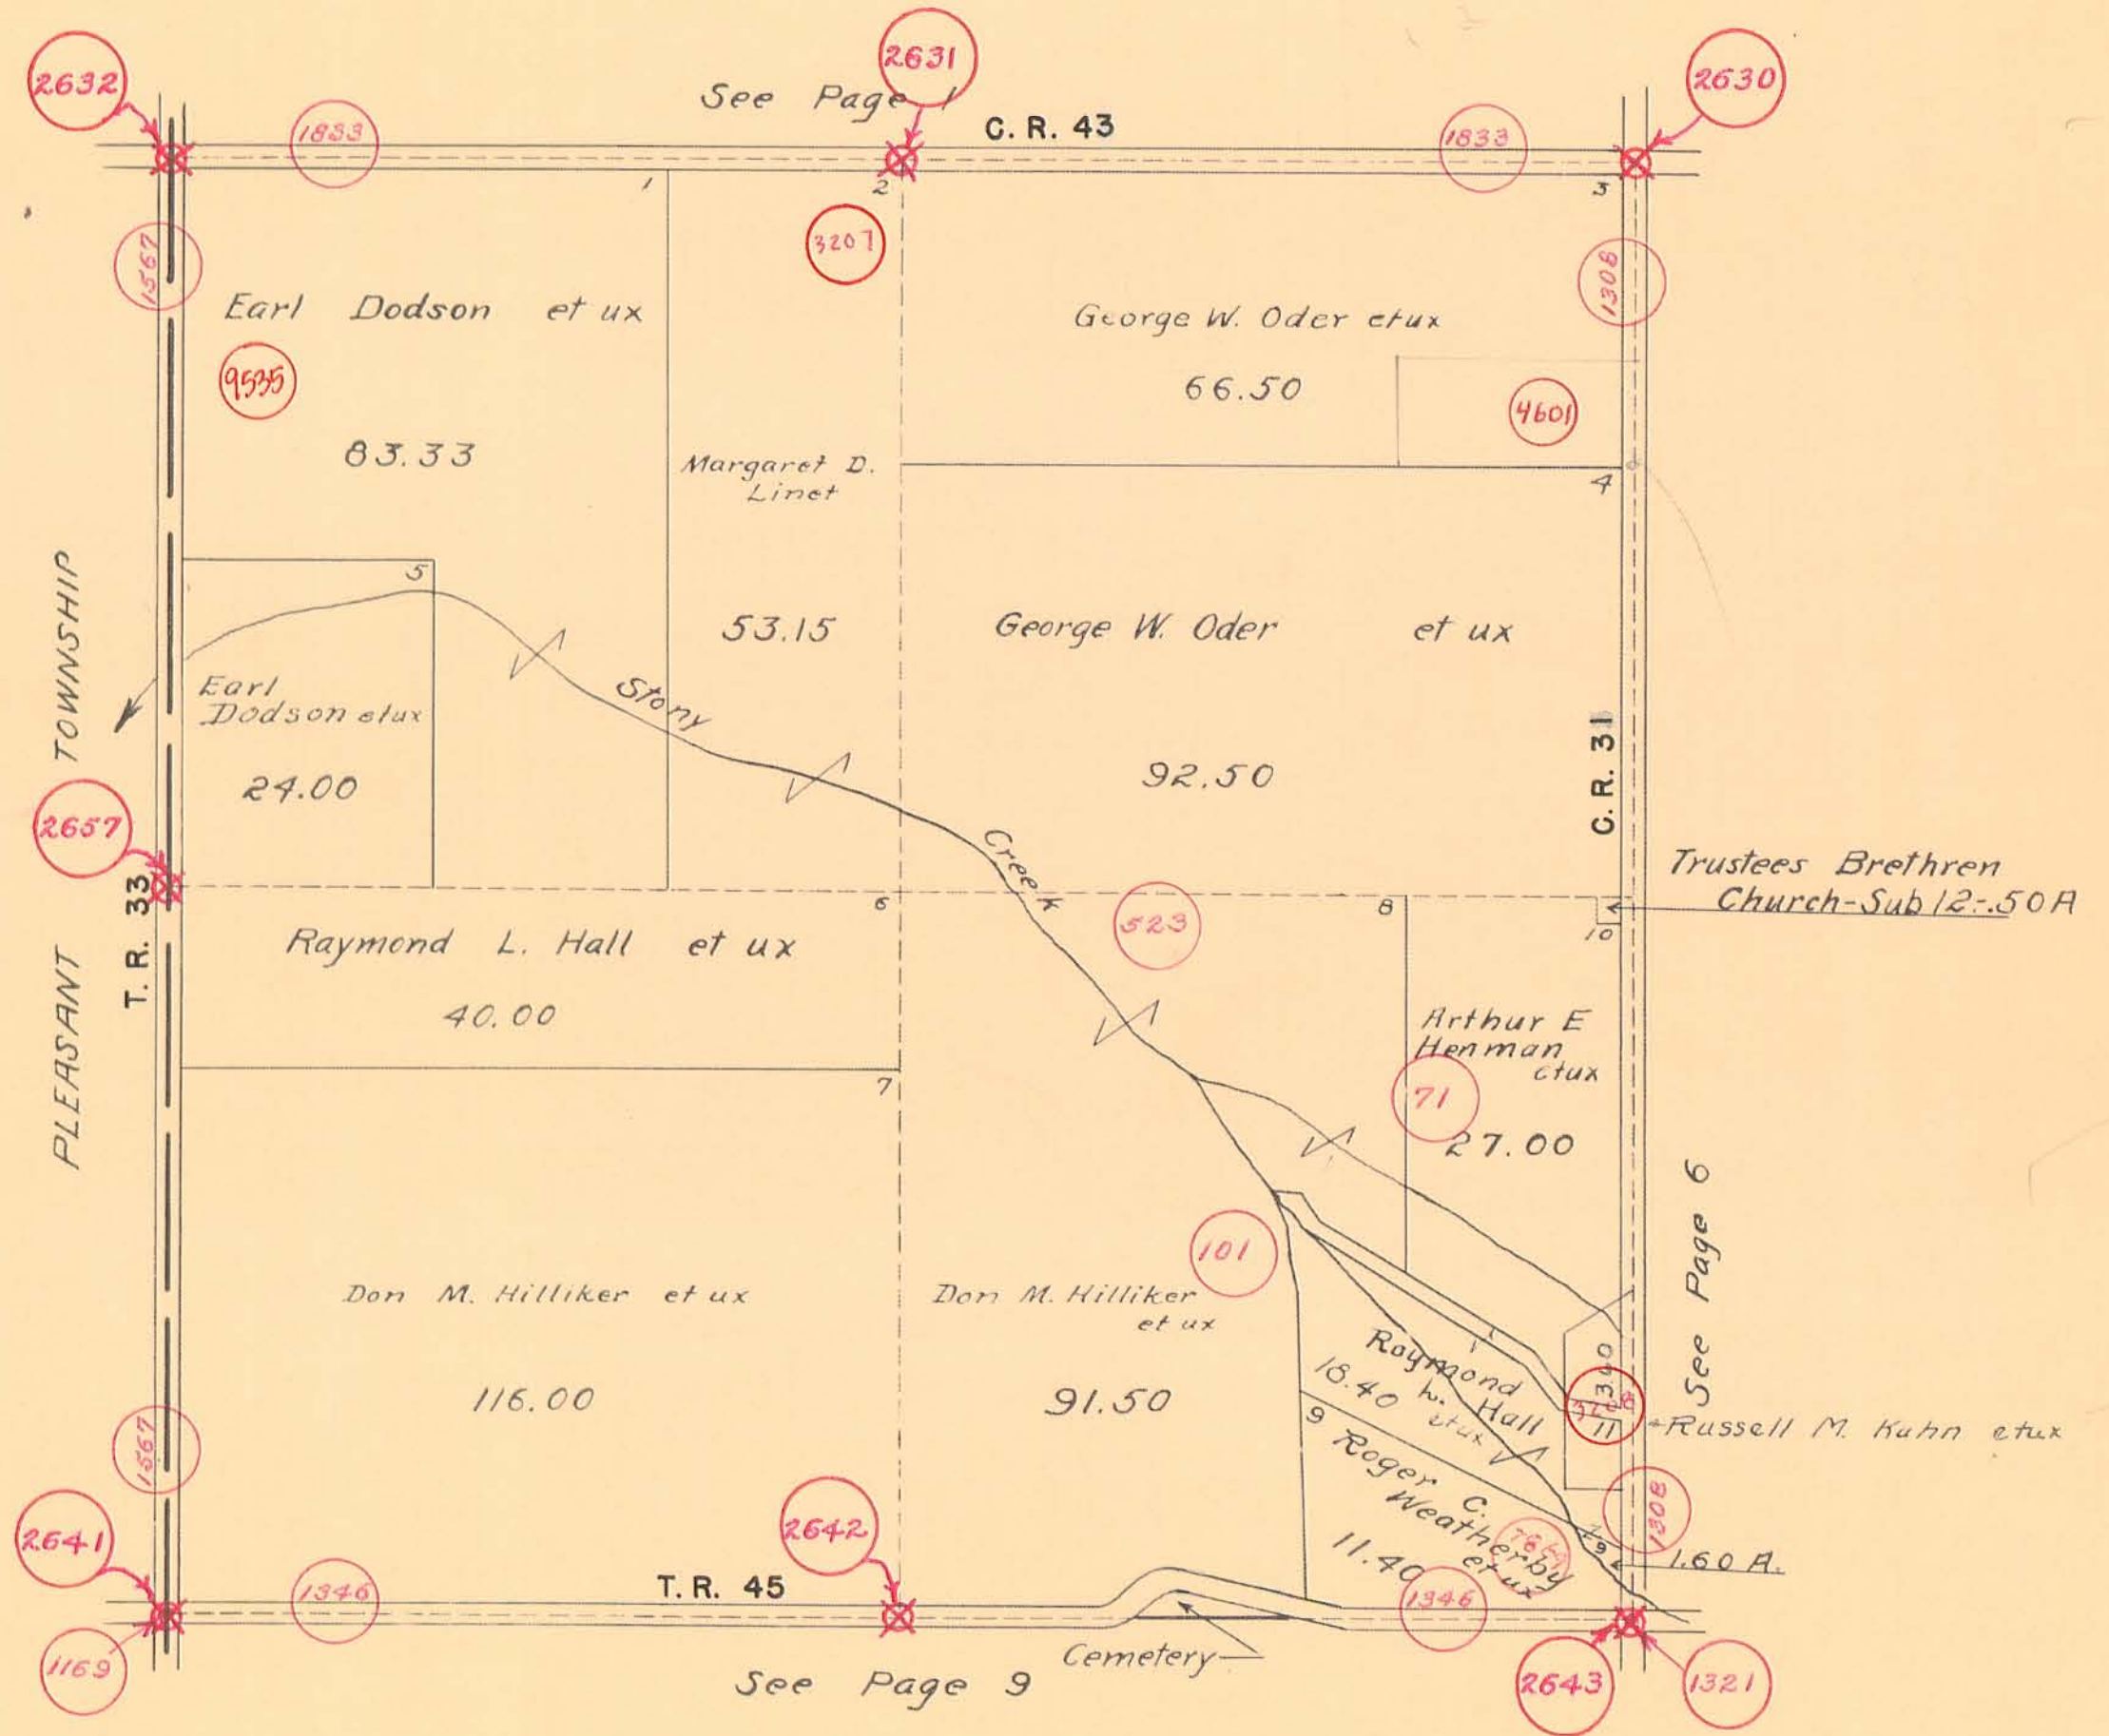 2632
2631
2630
See Page 1
C. R. 43
1833
1833
1
2
3
3207
1567
1308
Earl Dodson et ux
9535
83.33
George W. Oder etux
66.50
4601
Margaret D.
Linet
53.15
4
5
George W. Oder et ux
92.50
Earl
Dodson etux
24.00
Stony
Creek
TOWNSHIP
PLEASANT
2657
T. R. 33
C. R. 31
Trustees Brethren
Church-Sub 12-.50 A
6
8
10
523
Raymond L. Hall et ux
40.00
7
Arthur E
Henman
etux
71
27.00
101
See Page 6
Don M. Hilliker et ux
116.00
Don M. Hilliker
et ux
91.50
Raymond
L. Hall
etux
18.40
9
11
Russell M. Kuhn etux
Roger C.
Weatherby
et ux
11.40
1567
1308
9
1.60 A.
2641
2642
1346
T. R. 45
1346
1169
Cemetery
See Page 9
2643
1321